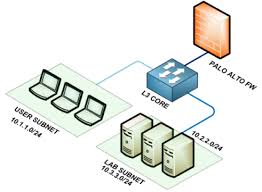 PALO ALTO FW
L3 CORE
USER SUBNET
10.1.1.0/24
10.2.2.0/24
LAB SUBNET
10.3.3.0/24